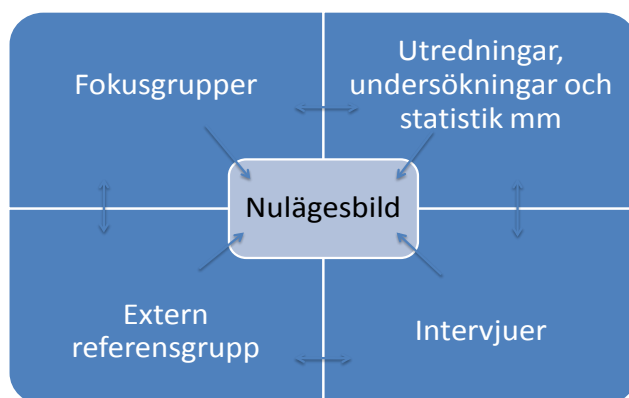 Fokusgrupper
Utredningar,
undersökningar och
statistik mm
Nulägesbild
Extern
referensgrupp
Intervjuer